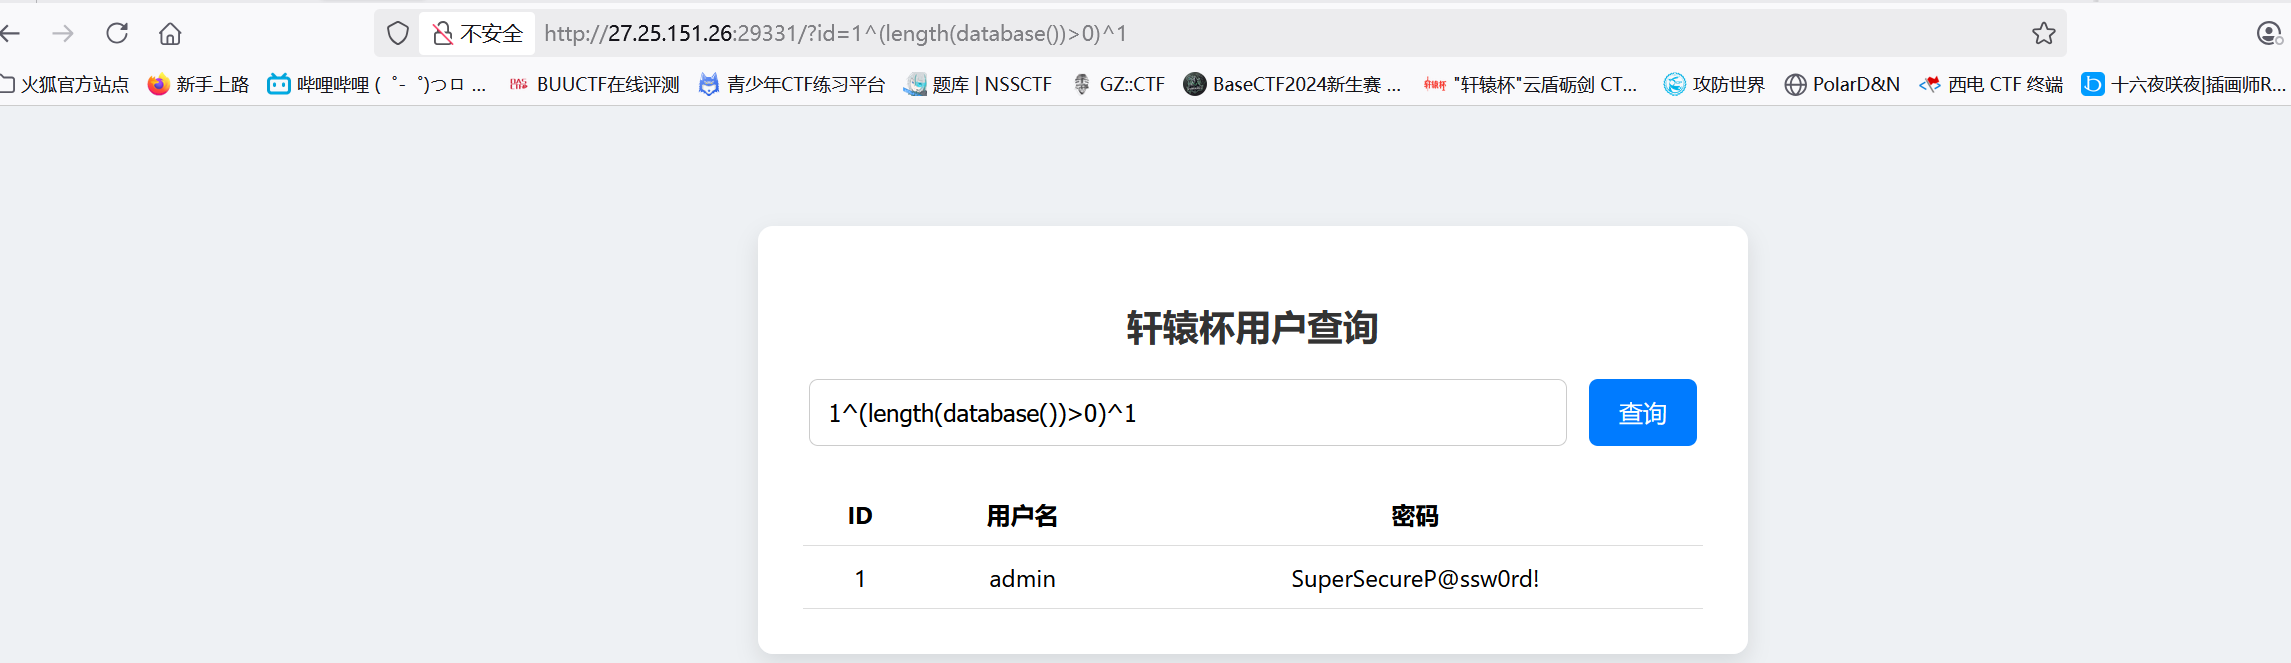 不安全 http://27.25.151.26:29331/?id=1^(length(database())>0)^1
火狐官方站点 新手上路 哔哩哔哩 (゜-゜)つロ ... BUUCTF在线评测 青少年CTF练习平台 题库 | NSSCTF GZ::CTF BaseCTF2024新生赛 ... "轩辕杯"云盾砺剑 CT... 攻防世界 PolarD&N 西电 CTF 终端 十六夜咲夜|插画师R...
轩辕杯用户查询
1^(length(database())>0)^1 查询
ID 用户名 密码
1 admin SuperSecureP@ssw0rd!